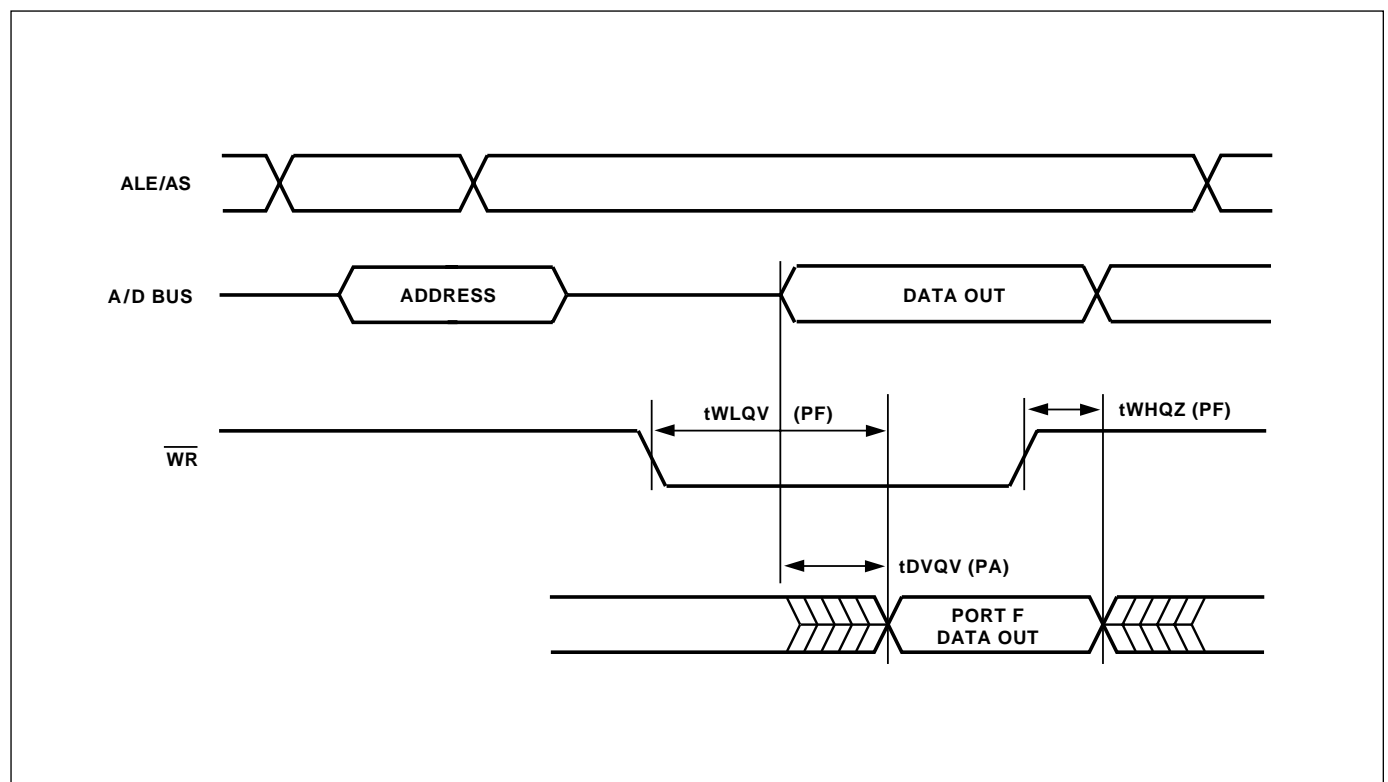 ALE/AS
A/D BUS
ADDRESS
DATA OUT
tWLQV (PF)
tWHQZ (PF)
WR
tDVQV (PA)
PORT F
DATA OUT